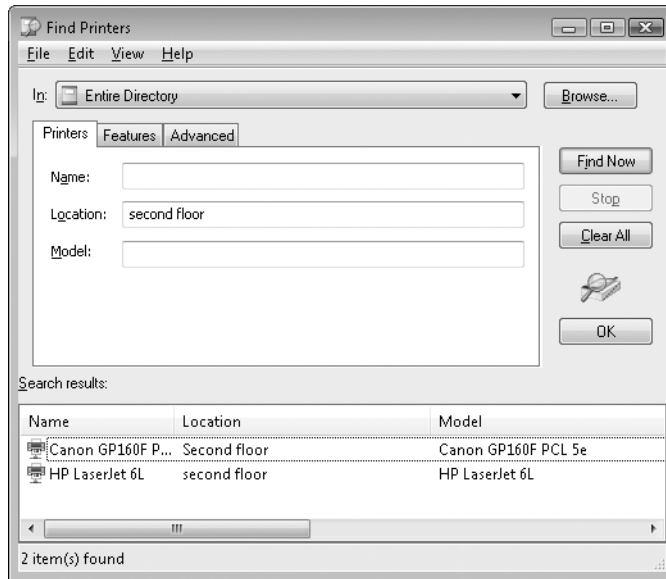 Find Printers
File Edit View Help
In: Entire Directory Browse...
Printers Features Advanced
Find Now
Name:
Stop
Location: second floor
Clear All
Model:
OK
Search results:
Name Location Model
Canon GP160F P... Second floor Canon GP160F PCL 5e
HP LaserJet 6L second floor HP LaserJet 6L
2 item(s) found